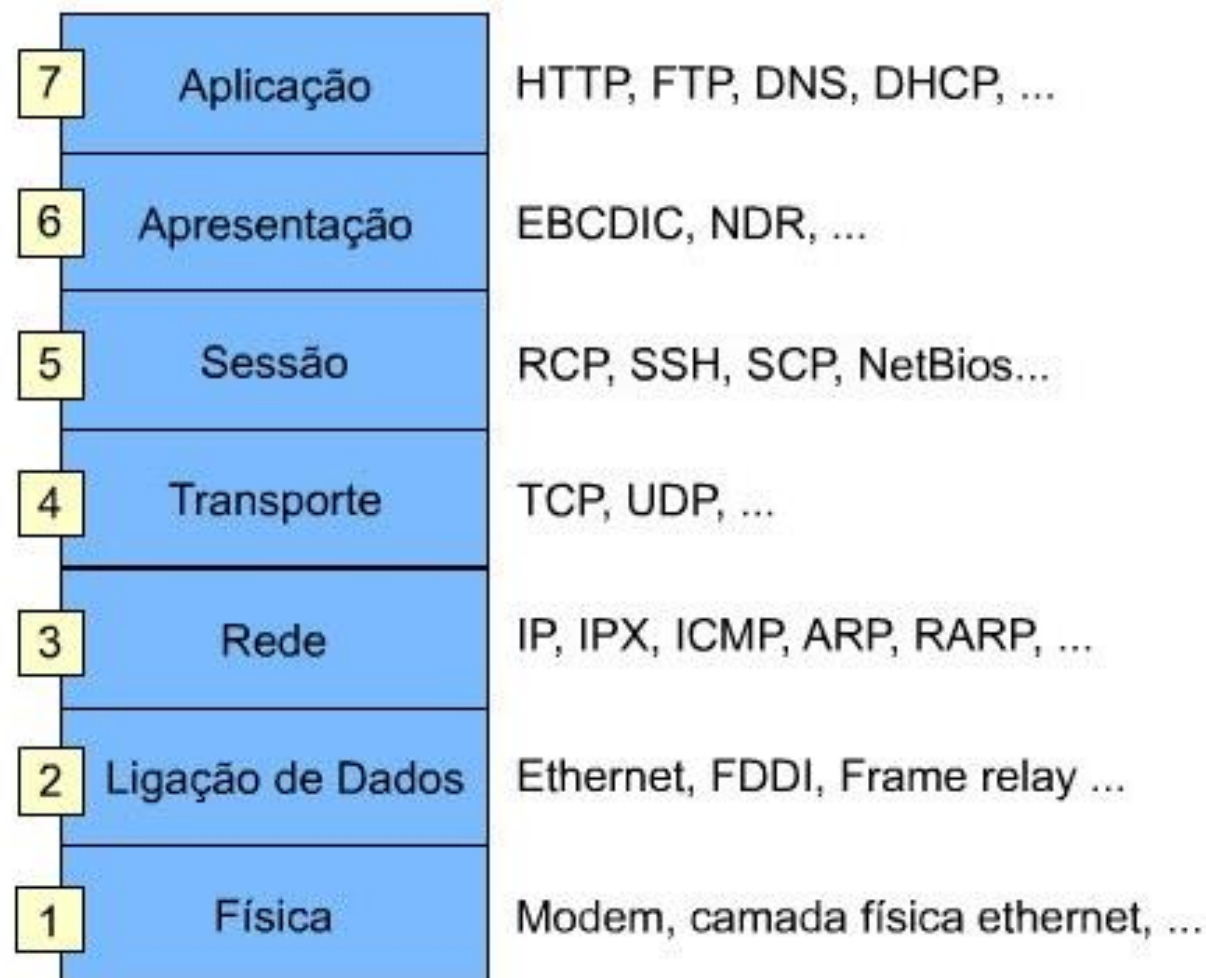 7 Aplicação HTTP, FTP, DNS, DHCP, ...
6 Apresentação EBCDIC, NDR, ...
5 Sessão RCP, SSH, SCP, NetBios...
4 Transporte TCP, UDP, ...
3 Rede IP, IPX, ICMP, ARP, RARP, ...
2 Ligação de Dados Ethernet, FDDI, Frame relay ...
1 Física Modem, camada física ethernet, ...